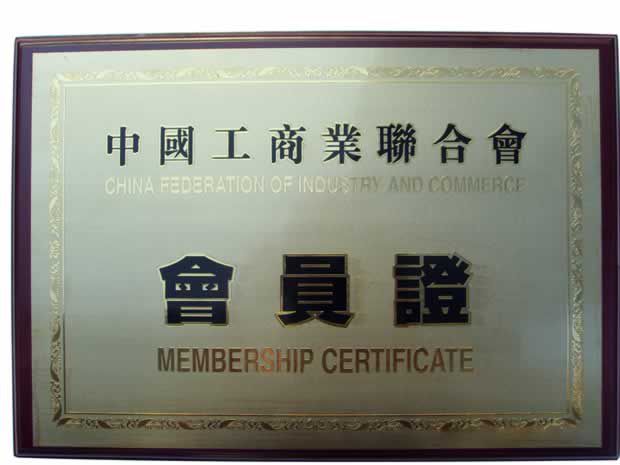 中國工商業聯合會
CHINA FEDERATION OF INDUSTRY AND COMMERCE
會員證
MEMBERSHIP CERTIFICATE